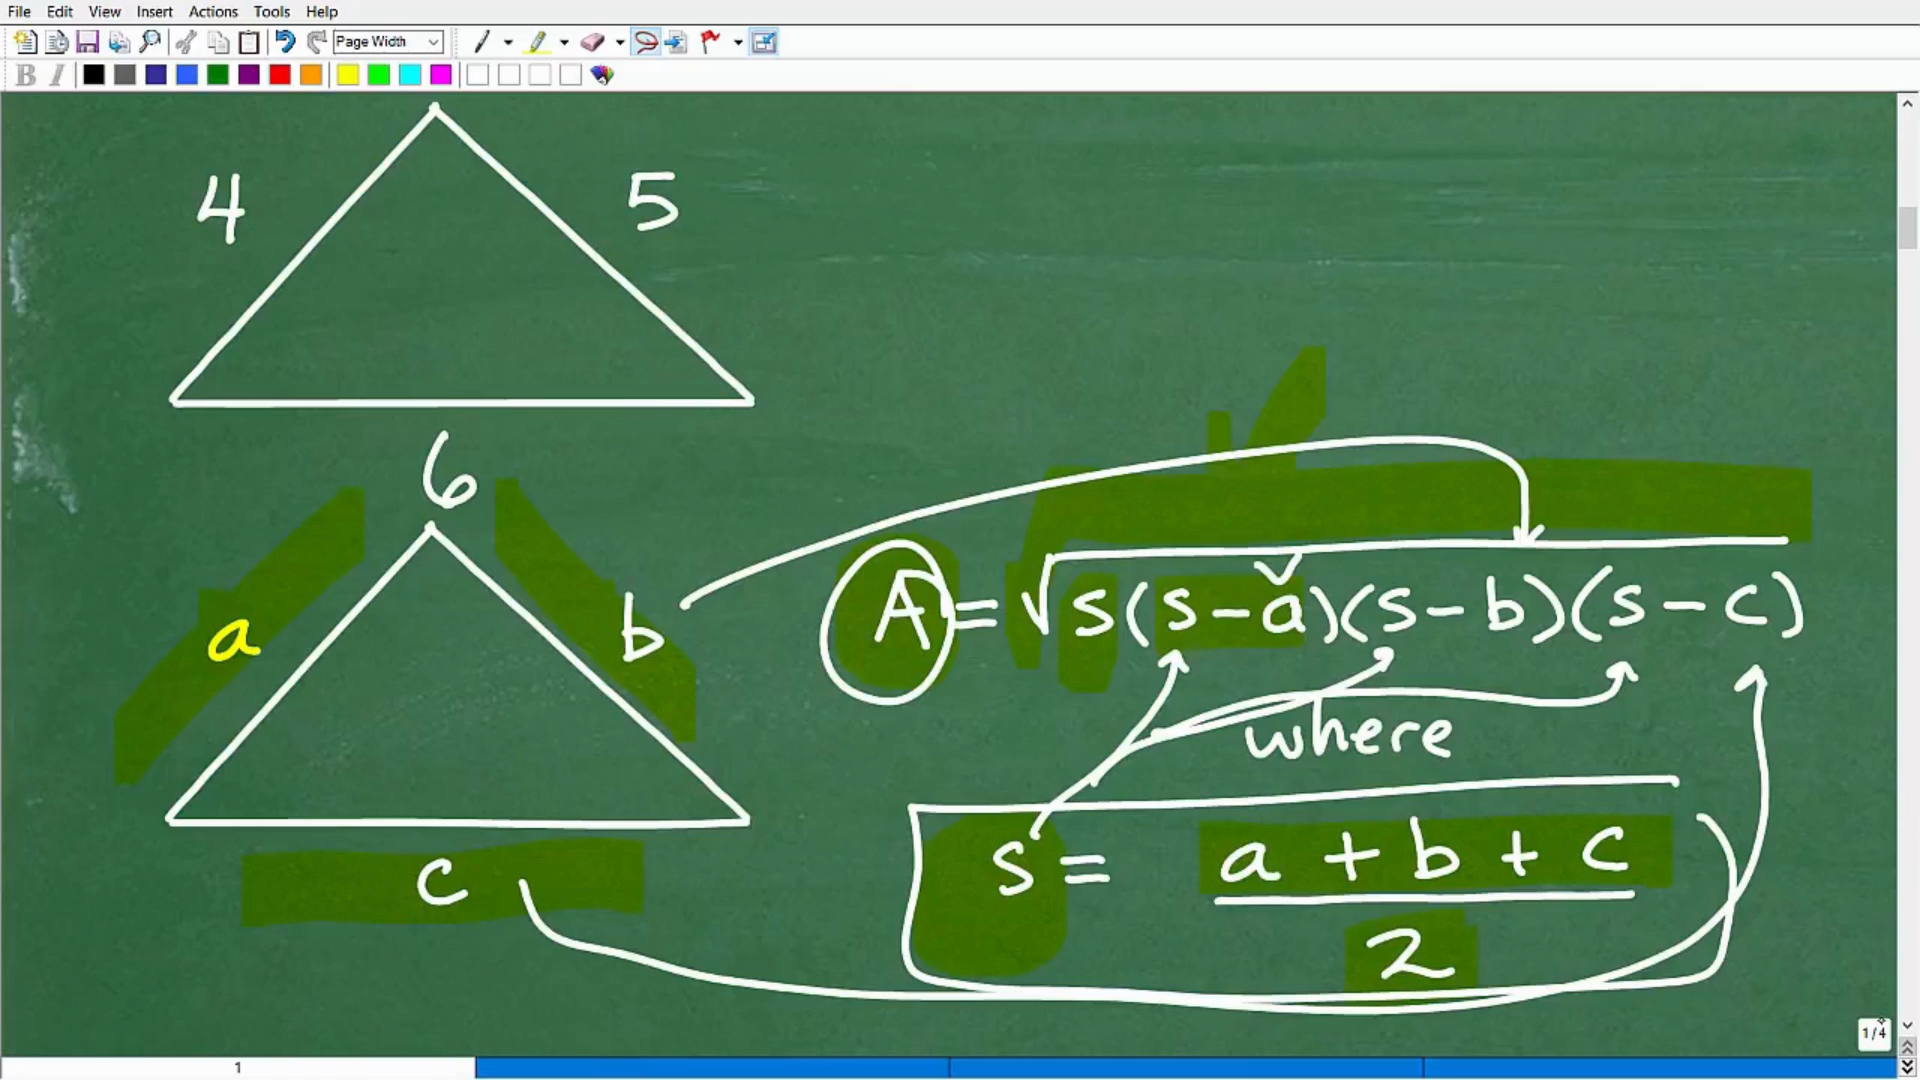 File Edit View Insert Actions Tools Help
Page Width
B I
4
5
6
a
b
A = √s(s-a)(s-b)(s-c)
where
s = a + b + c
2
c
1/4
1